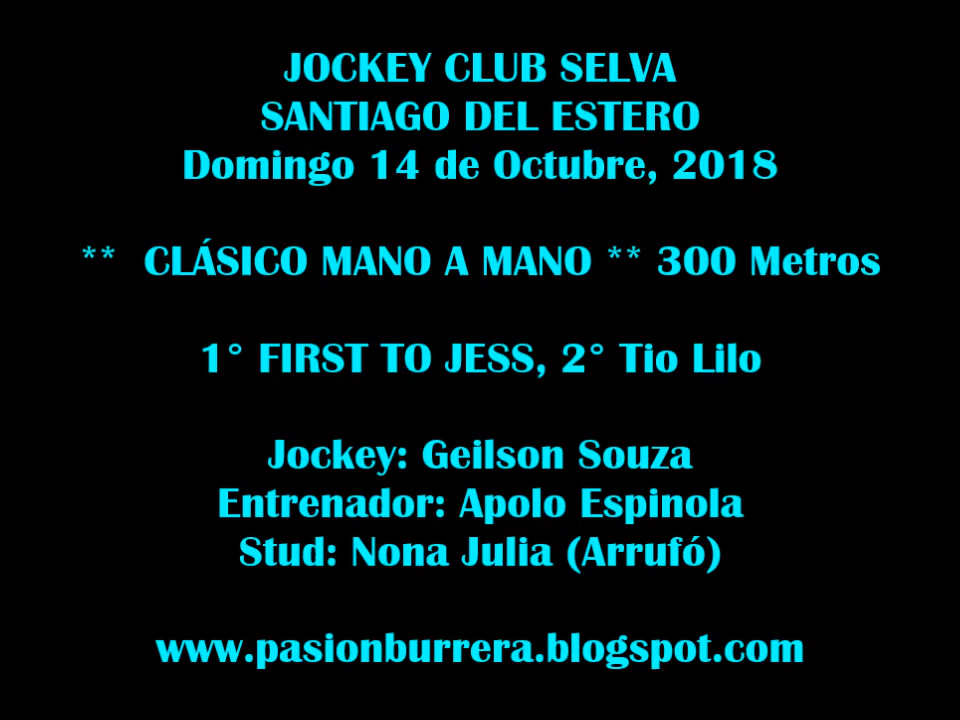 JOCKEY CLUB SELVA
SANTIAGO DEL ESTERO
Domingo 14 de Octubre, 2018
** CLÁSICO MANO A MANO ** 300 Metros
1° FIRST TO JESS, 2° Tio Lilo
Jockey: Geilson Souza
Entrenador: Apolo Espinola
Stud: Nona Julia (Arrufó)
www.pasionburrera.blogspot.com